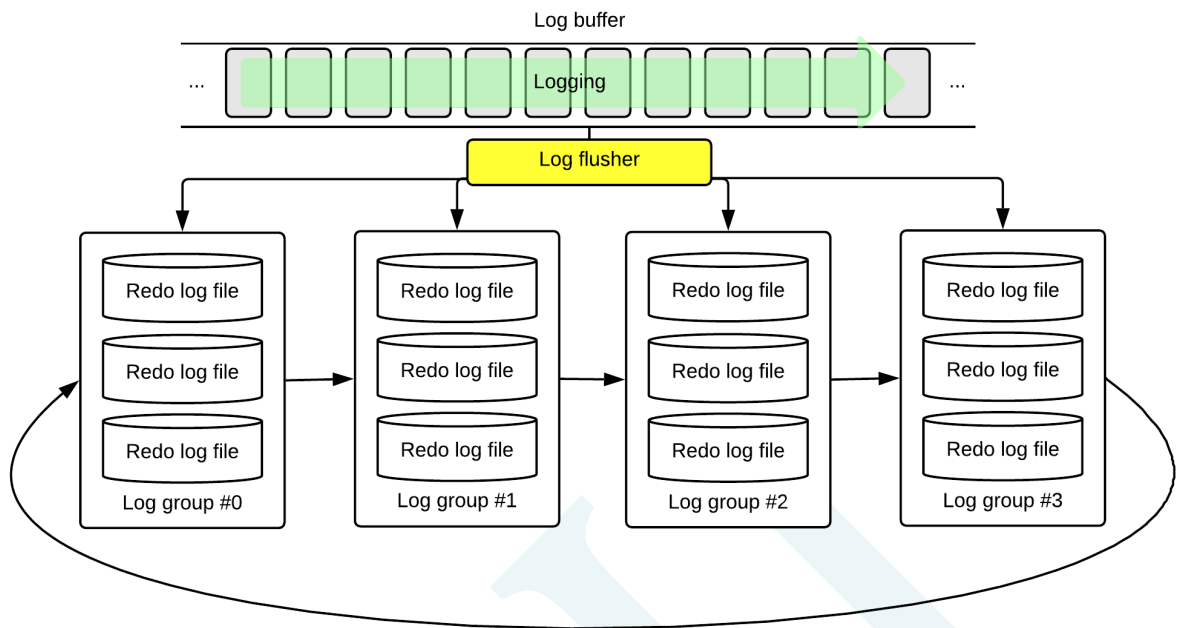 Log buffer
... Logging ...
Log flusher
Redo log file Redo log file Redo log file Redo log file
Redo log file Redo log file Redo log file Redo log file
Redo log file Redo log file Redo log file Redo log file
Log group #0 Log group #1 Log group #2 Log group #3